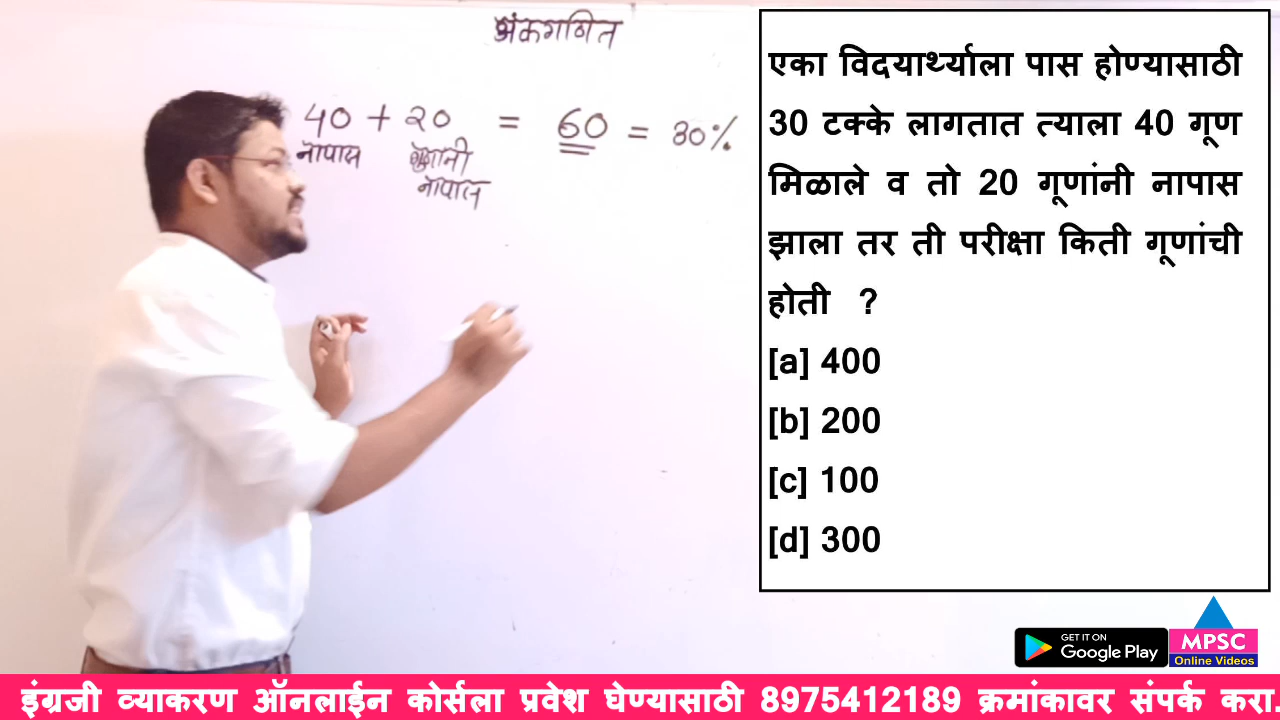 अंकगणित
40 + २० = 60 = 30%
नापास
गुणांनी
नापास
एका विदयार्थ्याला पास होण्यासाठी
30 टक्के लागतात त्याला 40 गूण
मिळाले व तो 20 गूणांनी नापास
झाला तर ती परीक्षा किती गूणांची
होती ?
[a] 400
[b] 200
[c] 100
[d] 300
GET IT ON
Google Play
MPSC
Online Videos
इंग्रजी व्याकरण ऑनलाईन कोर्सला प्रवेश घेण्यासाठी 8975412189 क्रमांकावर संपर्क करा.